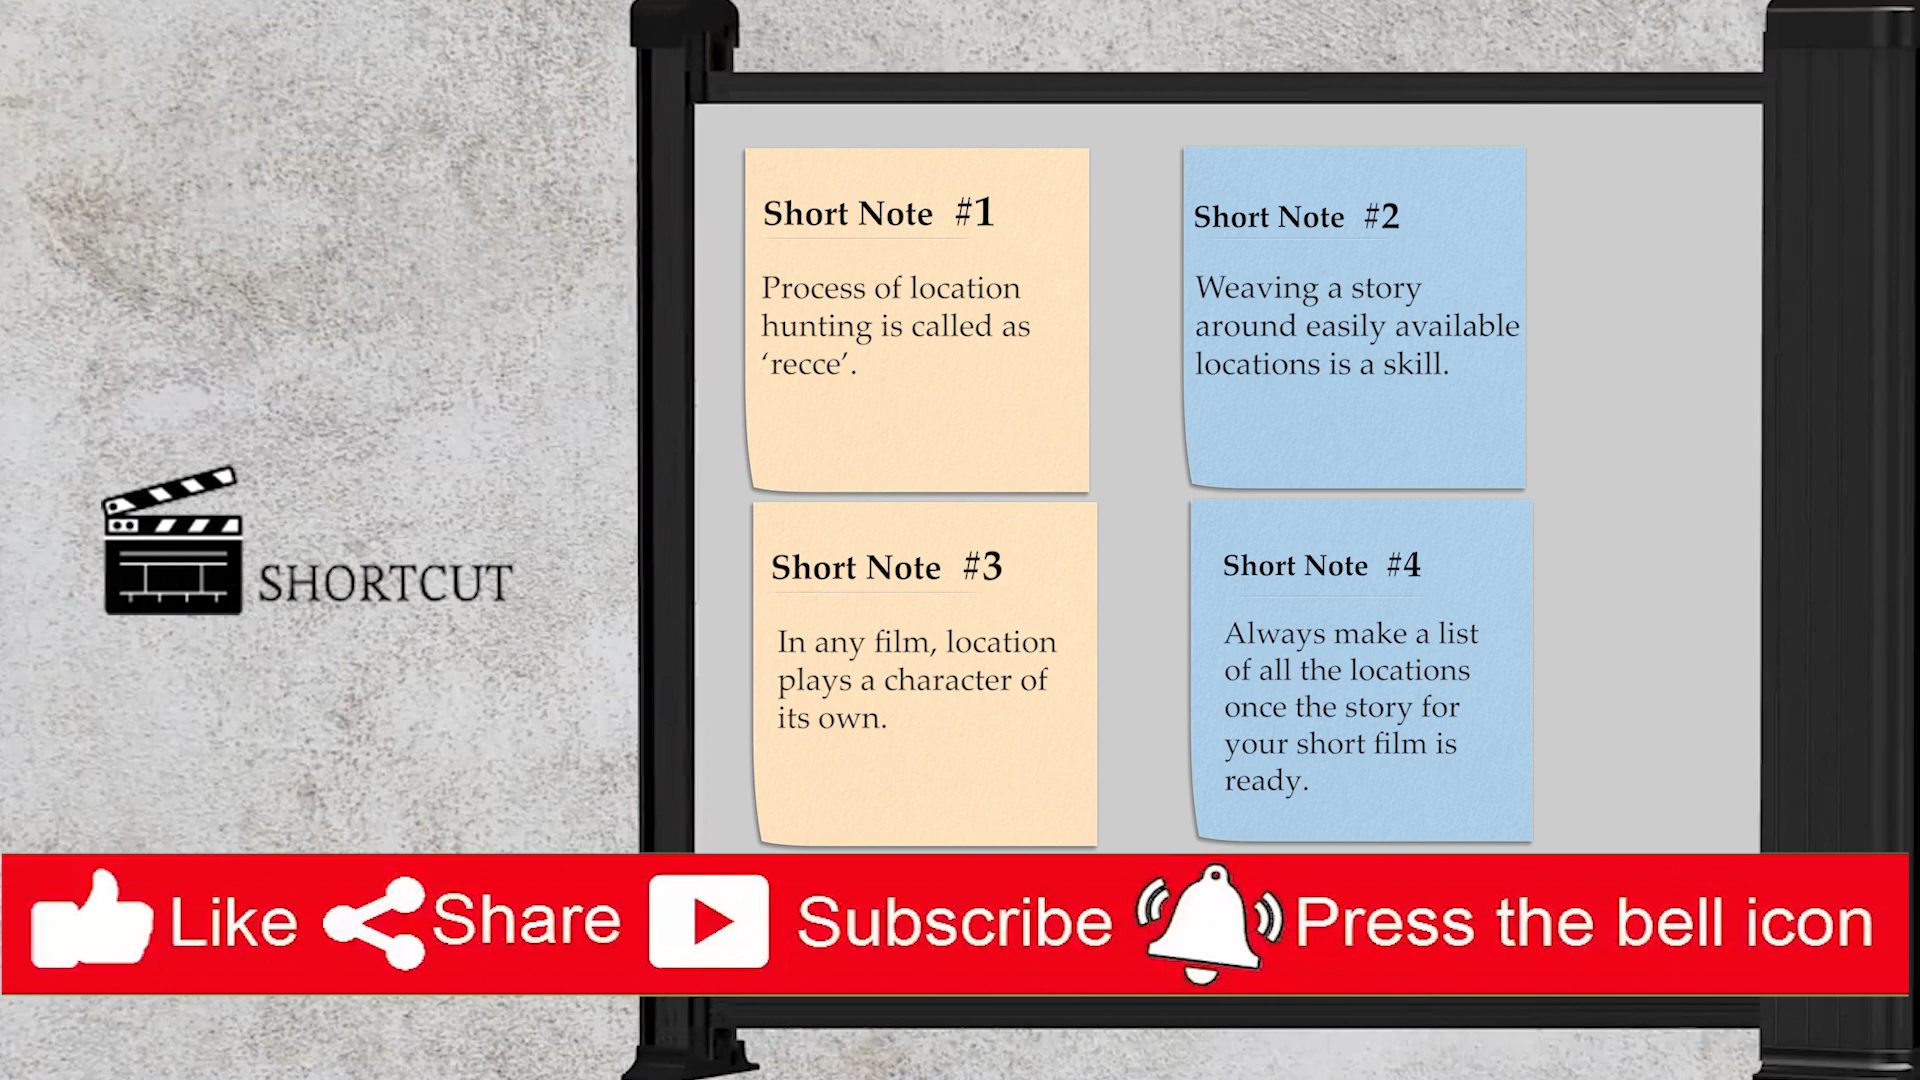 Short Note #1
Process of location
hunting is called as
‘recce’.
Short Note #2
Weaving a story
around easily available
locations is a skill.
Short Note #3
In any film, location
plays a character of
its own.
Short Note #4
Always make a list
of all the locations
once the story for
your short film is
ready.
SHORTCUT
Like Share Subscribe Press the bell icon